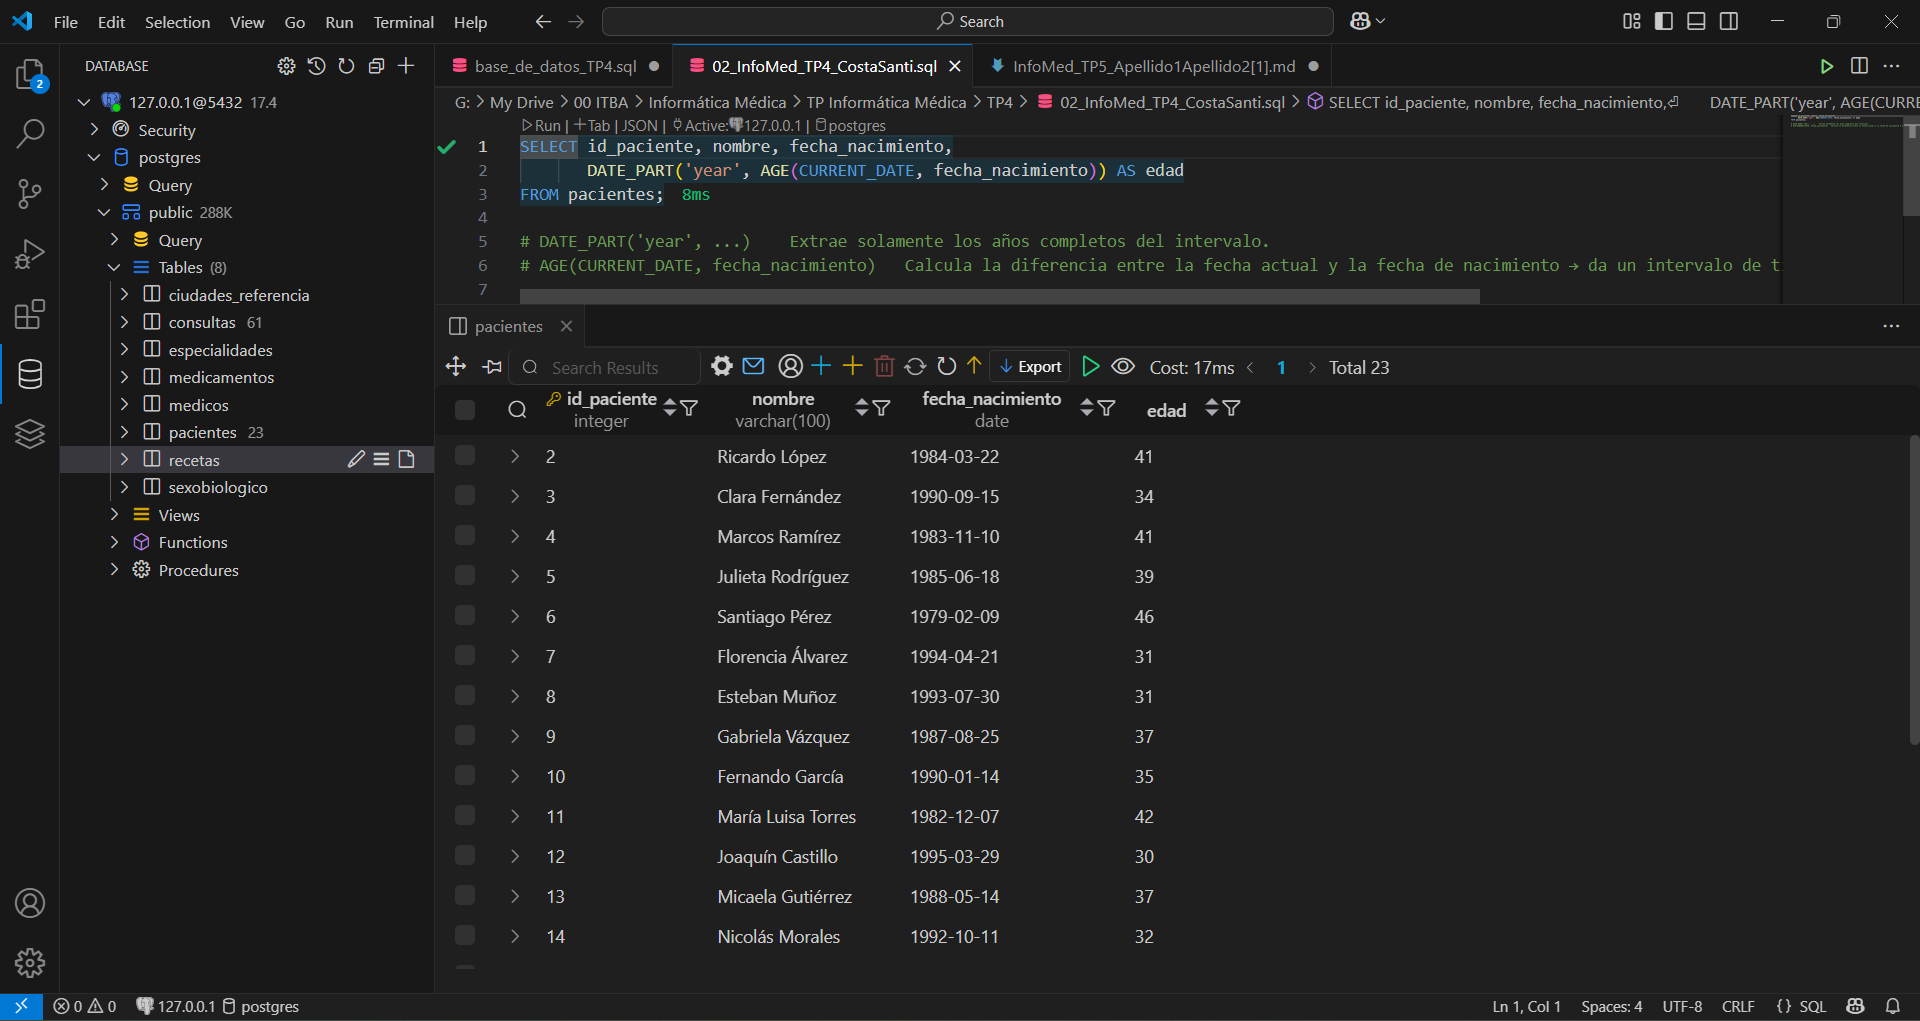 File Edit Selection View Go Run Terminal Help
Search
DATABASE
127.0.0.1@5432 17.4
Security
postgres
Query
public 288K
Query
Tables (8)
ciudades_referencia
consultas 61
especialidades
medicamentos
medicos
pacientes 23
recetas
sexobiologico
Views
Functions
Procedures
2
base_de_datos_TP4.sql
02_InfoMed_TP4_CostaSanti.sql
InfoMed_TP5_Apellido1Apellido2[1].md
G: > My Drive > 00 ITBA > Informática Médica > TP Informática Médica > TP4 > 02_InfoMed_TP4_CostaSanti.sql > SELECT id_paciente, nombre, fecha_nacimiento,⏎ DATE_PART('year', AGE(CURRE
Run | +Tab | JSON | Active: 127.0.0.1 | postgres
1 SELECT id_paciente, nombre, fecha_nacimiento,
2 DATE_PART('year', AGE(CURRENT_DATE, fecha_nacimiento)) AS edad
3 FROM pacientes; 8ms
4
5 # DATE_PART('year', ...) Extrae solamente los años completos del intervalo.
6 # AGE(CURRENT_DATE, fecha_nacimiento) Calcula la diferencia entre la fecha actual y la fecha de nacimiento → da un intervalo de t
7
pacientes
Search Results
Export
Cost: 17ms < 1 > Total 23
id_paciente nombre fecha_nacimiento edad
integer varchar(100) date
2 Ricardo López 1984-03-22 41
3 Clara Fernández 1990-09-15 34
4 Marcos Ramírez 1983-11-10 41
5 Julieta Rodríguez 1985-06-18 39
6 Santiago Pérez 1979-02-09 46
7 Florencia Álvarez 1994-04-21 31
8 Esteban Muñoz 1993-07-30 31
9 Gabriela Vázquez 1987-08-25 37
10 Fernando García 1990-01-14 35
11 María Luisa Torres 1982-12-07 42
12 Joaquín Castillo 1995-03-29 30
13 Micaela Gutiérrez 1988-05-14 37
14 Nicolás Morales 1992-10-11 32
0 0 127.0.0.1 postgres
Ln 1, Col 1 Spaces: 4 UTF-8 CRLF {} SQL